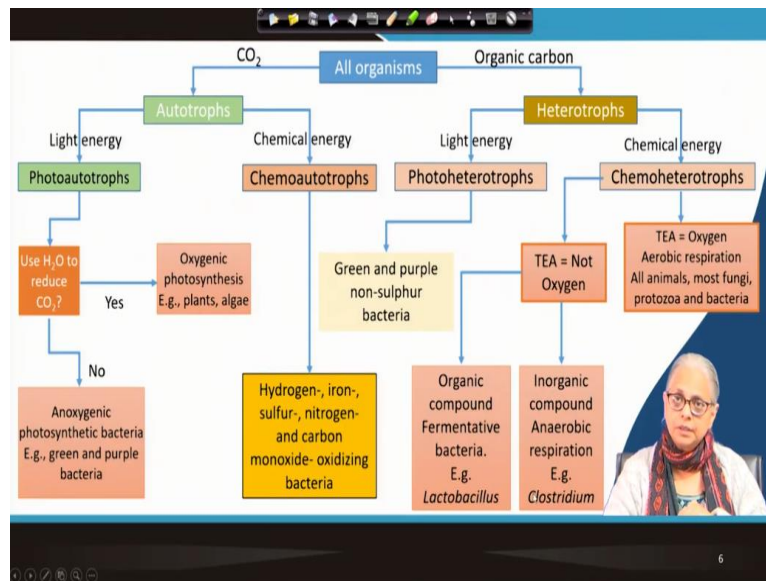 CO2
All organisms
Organic carbon
Autotrophs
Heterotrophs
Light energy
Chemical energy
Light energy
Chemical energy
Photoautotrophs
Chemoautotrophs
Photoheterotrophs
Chemoheterotrophs
Use H2O to
reduce
CO2?
Yes
Oxygenic
photosynthesis
E.g., plants, algae
No
Anoxygenic
photosynthetic bacteria
E.g., green and purple
bacteria
Hydrogen-, iron-,
sulfur-, nitrogen-
and carbon
monoxide- oxidizing
bacteria
Green and purple
non-sulphur
bacteria
TEA = Not
Oxygen
TEA = Oxygen
Aerobic respiration
All animals, most fungi,
protozoa and bacteria
Organic
compound
Fermentative
bacteria.
E.g.
Lactobacillus
Inorganic
compound
Anaerobic
respiration
E.g.
Clostridium
6